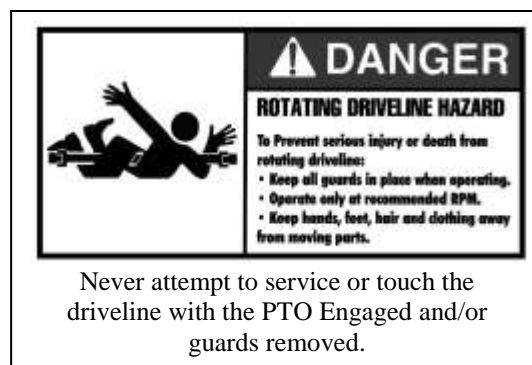 DANGER
ROTATING DRIVELINE HAZARD
To Prevent serious injury or death from
rotating driveline:
• Keep all guards in place when operating.
• Operate only at recommended RPM.
• Keep hands, feet, hair and clothing away
from moving parts.
Never attempt to service or touch the
driveline with the PTO Engaged and/or
guards removed.